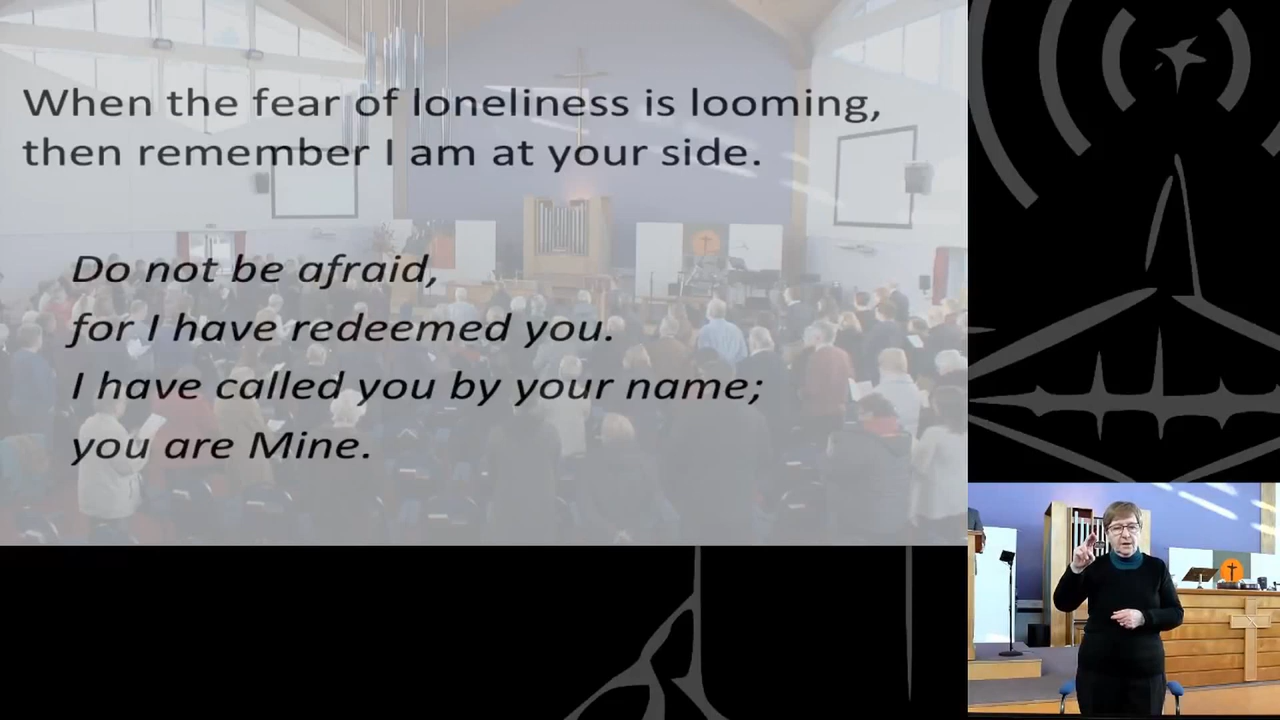 When the fear of loneliness is looming,
then remember I am at your side.
Do not be afraid,
for I have redeemed you.
I have called you by your name;
you are Mine.